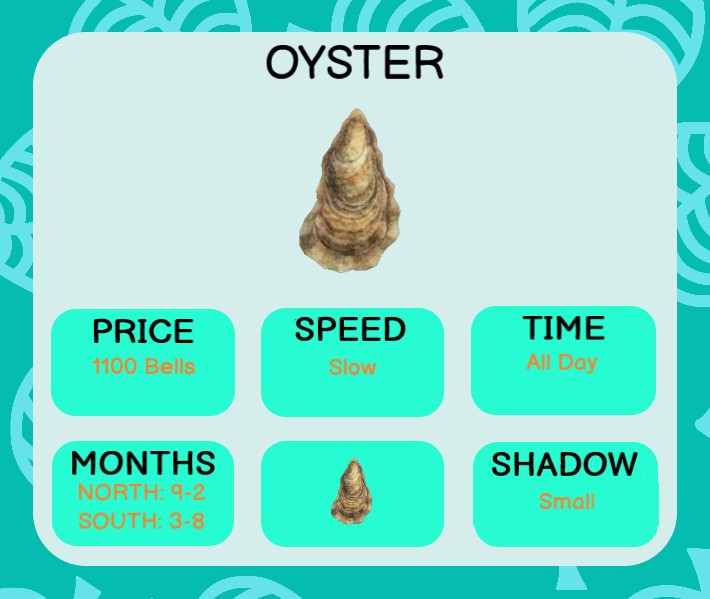 OYSTER
PRICE
1100 Bells
SPEED
Slow
TIME
All Day
MONTHS
NORTH: 9-2
SOUTH: 3-8
SHADOW
Small